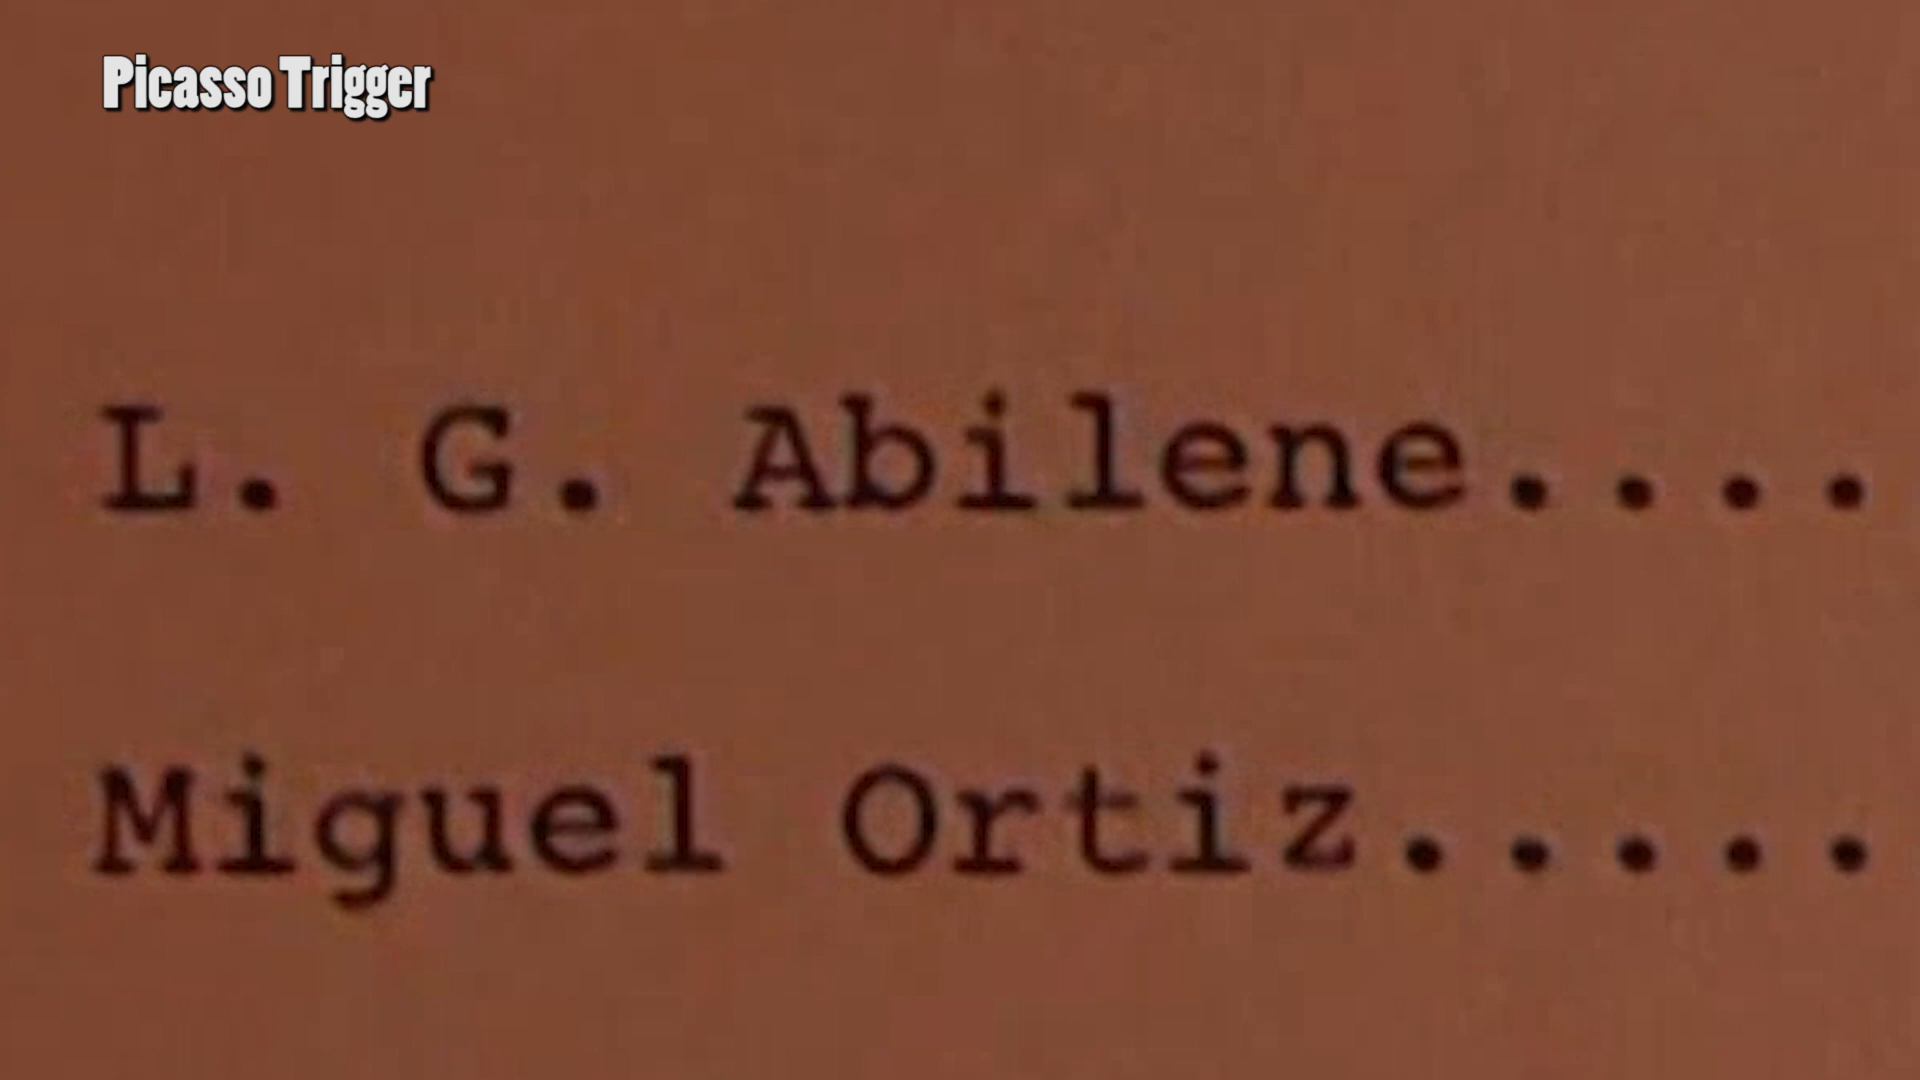 Picasso Trigger
L. G. Abilene....
Miguel Ortiz.....